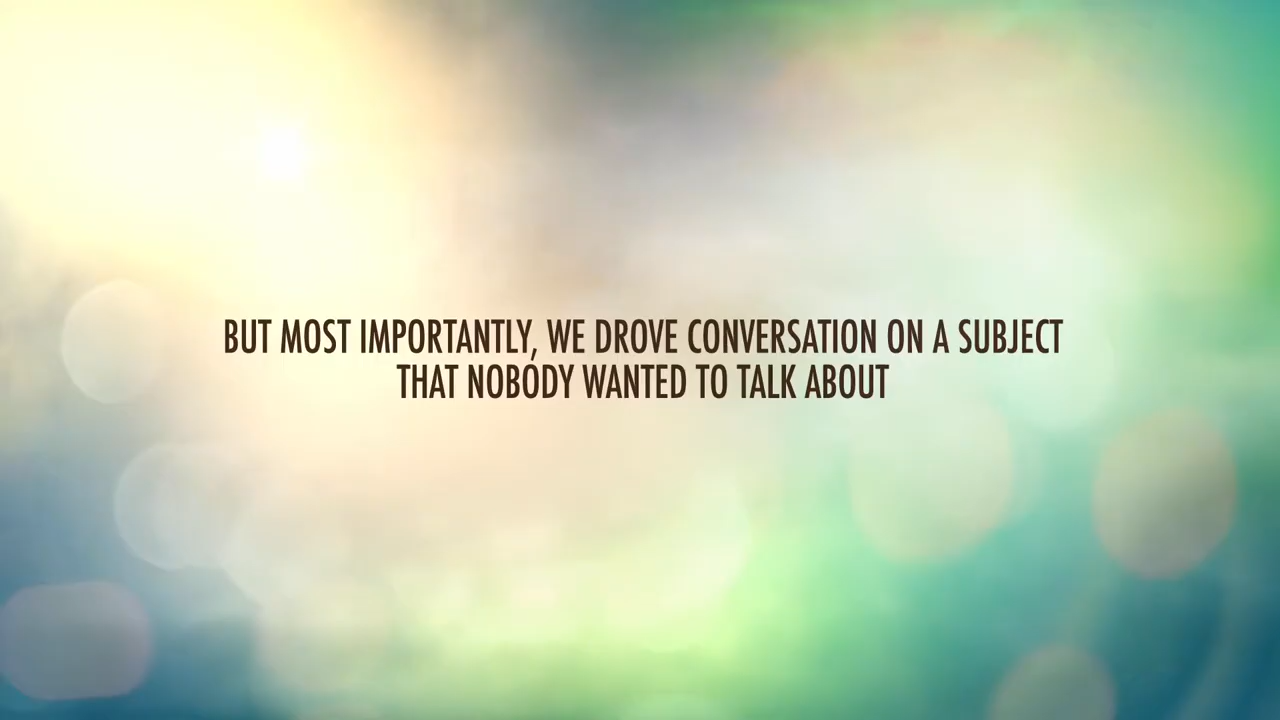 BUT MOST IMPORTANTLY, WE DROVE CONVERSATION ON A SUBJECT
THAT NOBODY WANTED TO TALK ABOUT